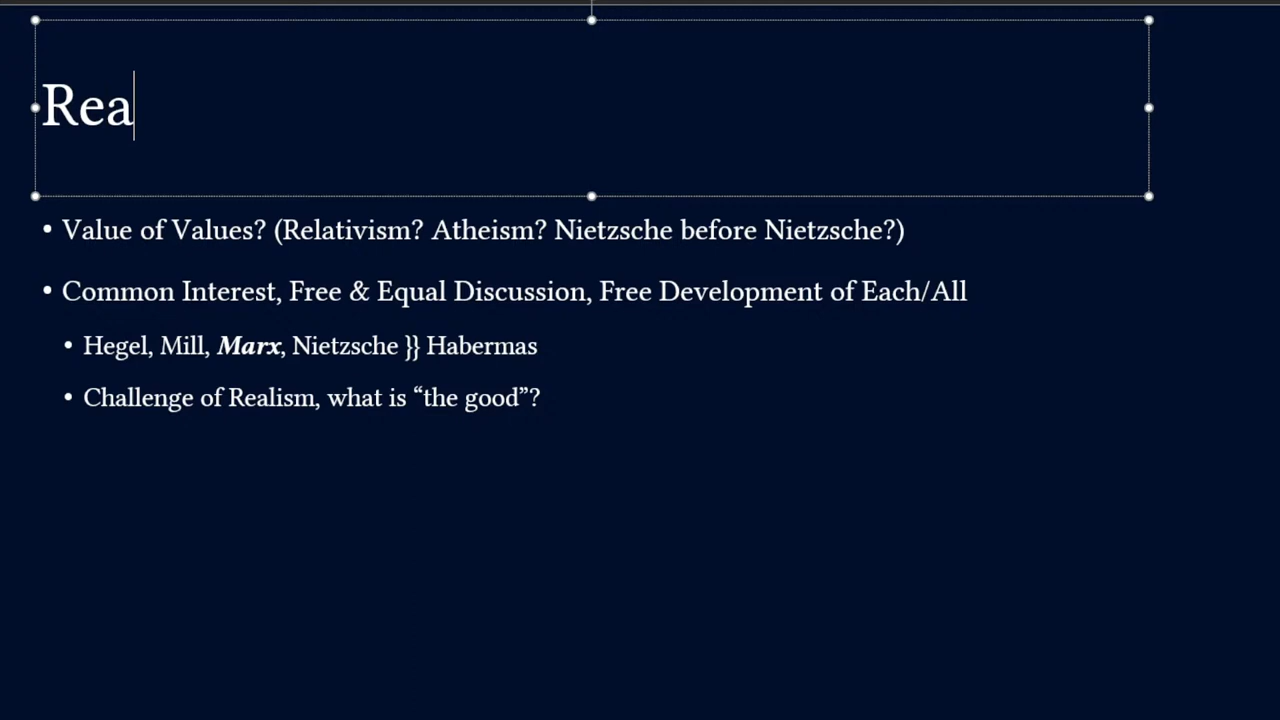 Rea
• Value of Values? (Relativism? Atheism? Nietzsche before Nietzsche?)
• Common Interest, Free & Equal Discussion, Free Development of Each/All
• Hegel, Mill, Marx, Nietzsche }} Habermas
• Challenge of Realism, what is “the good”?